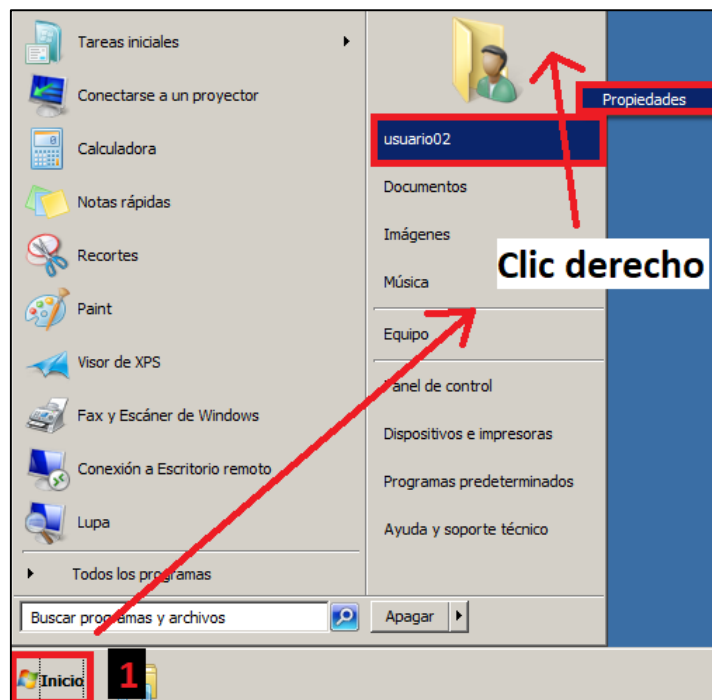 Tareas iniciales
Conectarse a un proyector
Calculadora
Notas rápidas
Recortes
Paint
Visor de XPS
Fax y Escáner de Windows
Conexión a Escritorio remoto
Lupa
Todos los programas
Buscar programas y archivos
Propiedades
usuario02
Documentos
Imágenes
Clic derecho
Música
Equipo
Panel de control
Dispositivos e impresoras
Programas predeterminados
Ayuda y soporte técnico
Apagar
Inicio
1